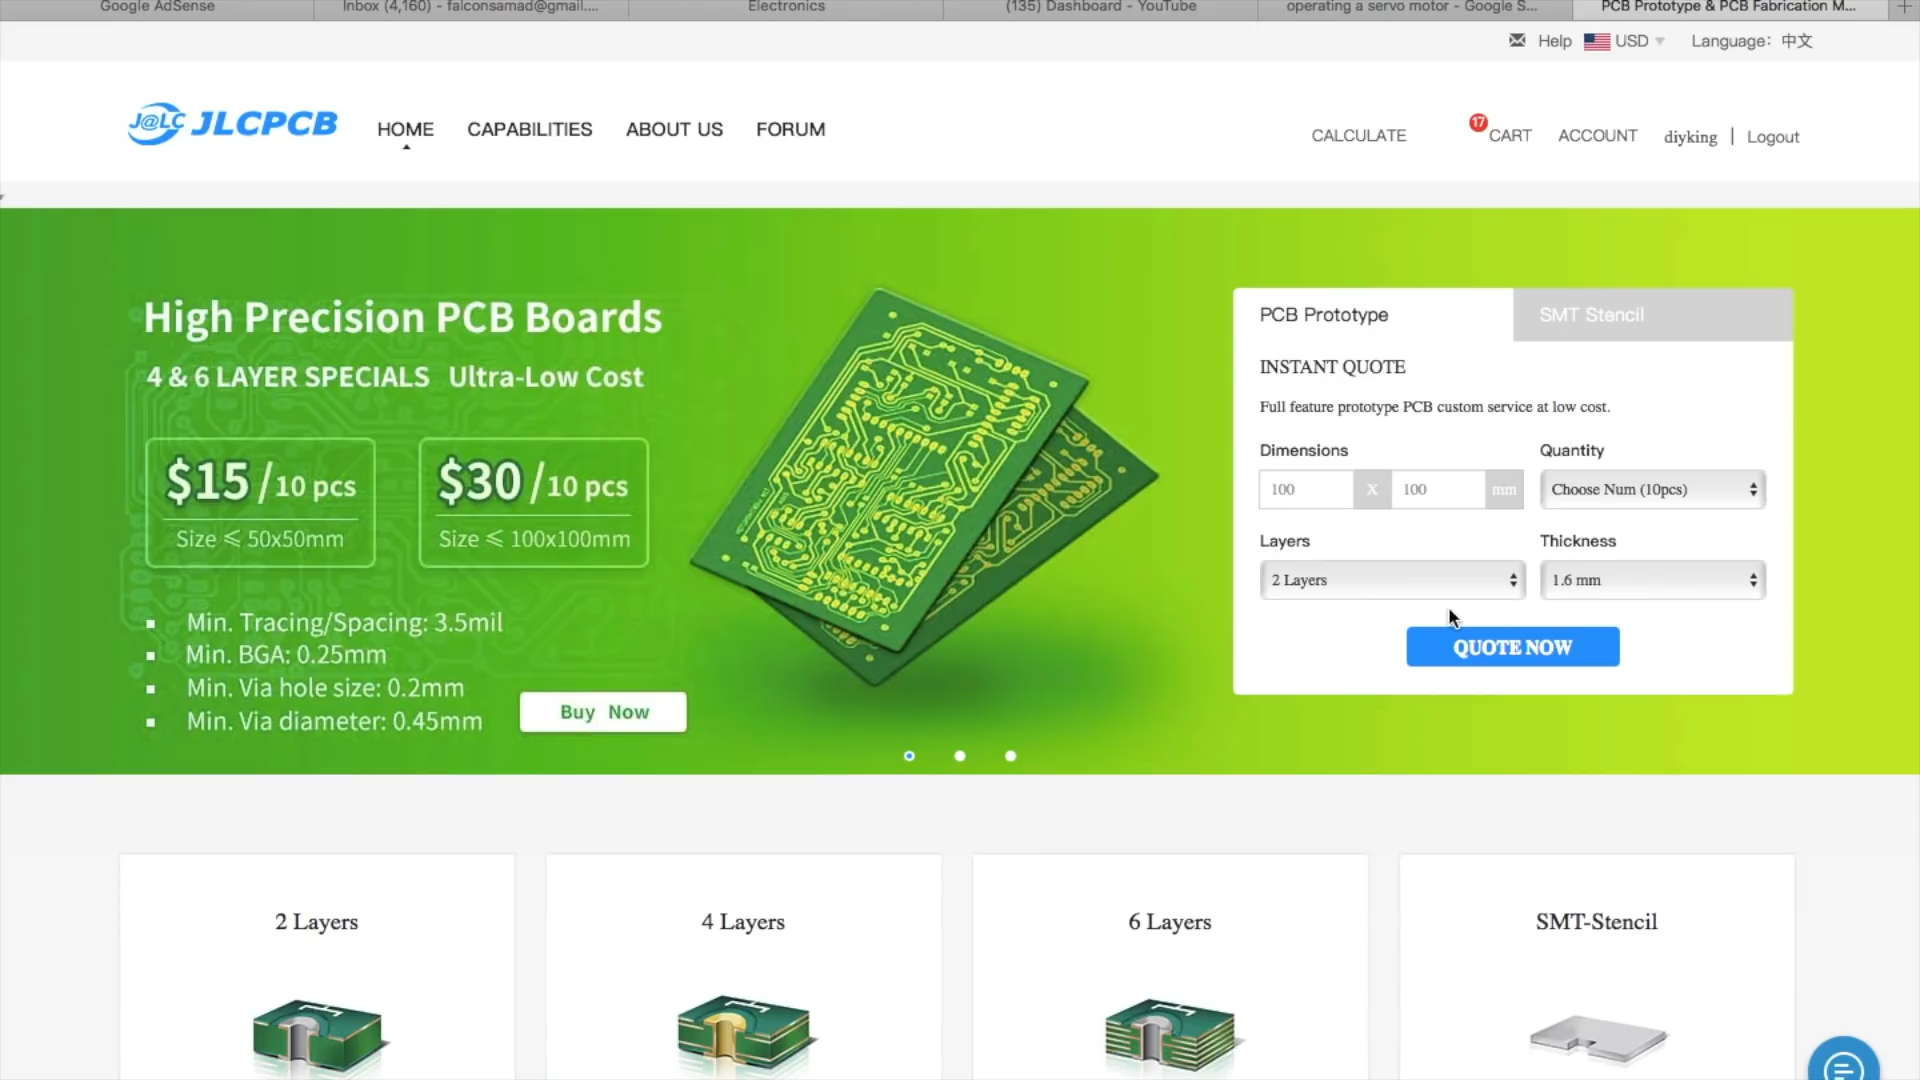 Google AdSense
Inbox (4,160) - falconsamad@gmail....
Electronics
(135) Dashboard - YouTube
operating a servo motor - Google S...
PCB Prototype & PCB Fabrication M...
Help
USD
Language: 中文
J@LC JLCPCB
HOME
CAPABILITIES
ABOUT US
FORUM
CALCULATE
17
CART
ACCOUNT
diyking | Logout
High Precision PCB Boards
4 & 6 LAYER SPECIALS Ultra-Low Cost
$15 /10 pcs
Size ≤ 50x50mm
$30 /10 pcs
Size ≤ 100x100mm
▪ Min. Tracing/Spacing: 3.5mil
▪ Min. BGA: 0.25mm
▪ Min. Via hole size: 0.2mm
▪ Min. Via diameter: 0.45mm
Buy Now
PCB Prototype
SMT Stencil
INSTANT QUOTE
Full feature prototype PCB custom service at low cost.
Dimensions
Quantity
100 X 100 mm
Choose Num (10pcs)
Layers
Thickness
2 Layers
1.6 mm
QUOTE NOW
2 Layers
4 Layers
6 Layers
SMT-Stencil